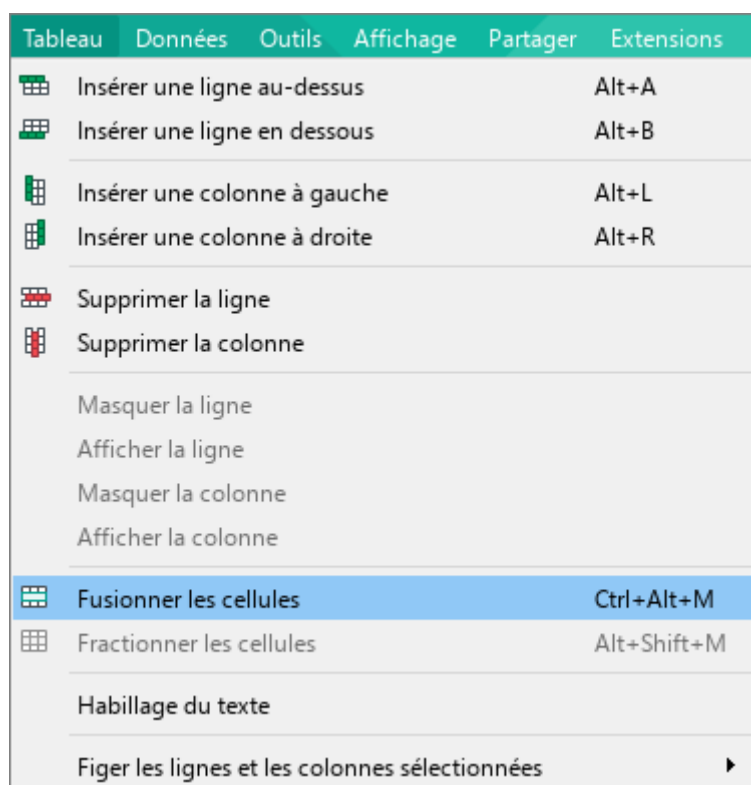 Tableau Données Outils Affichage Partager Extensions
Insérer une ligne au-dessus Alt+A
Insérer une ligne en dessous Alt+B
Insérer une colonne à gauche Alt+L
Insérer une colonne à droite Alt+R
Supprimer la ligne
Supprimer la colonne
Masquer la ligne
Afficher la ligne
Masquer la colonne
Afficher la colonne
Fusionner les cellules Ctrl+Alt+M
Fractionner les cellules Alt+Shift+M
Habillage du texte
Figer les lignes et les colonnes sélectionnées